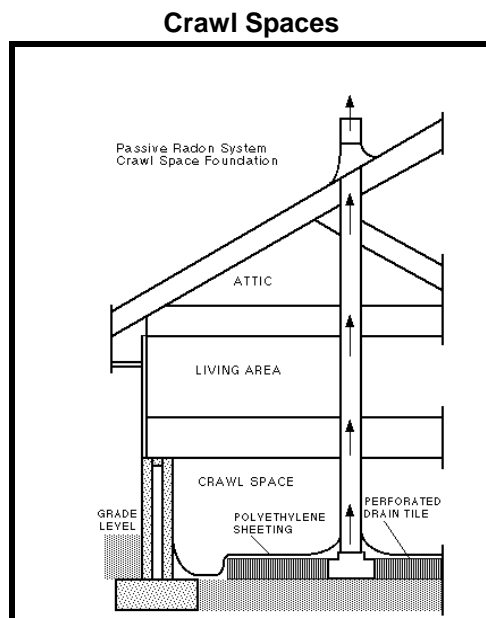 Crawl Spaces
Passive Radon System
Crawl Space Foundation
ATTIC
LIVING AREA
CRAWL SPACE
GRADE
LEVEL
POLYETHYLENE
SHEETING
PERFORATED
DRAIN TILE